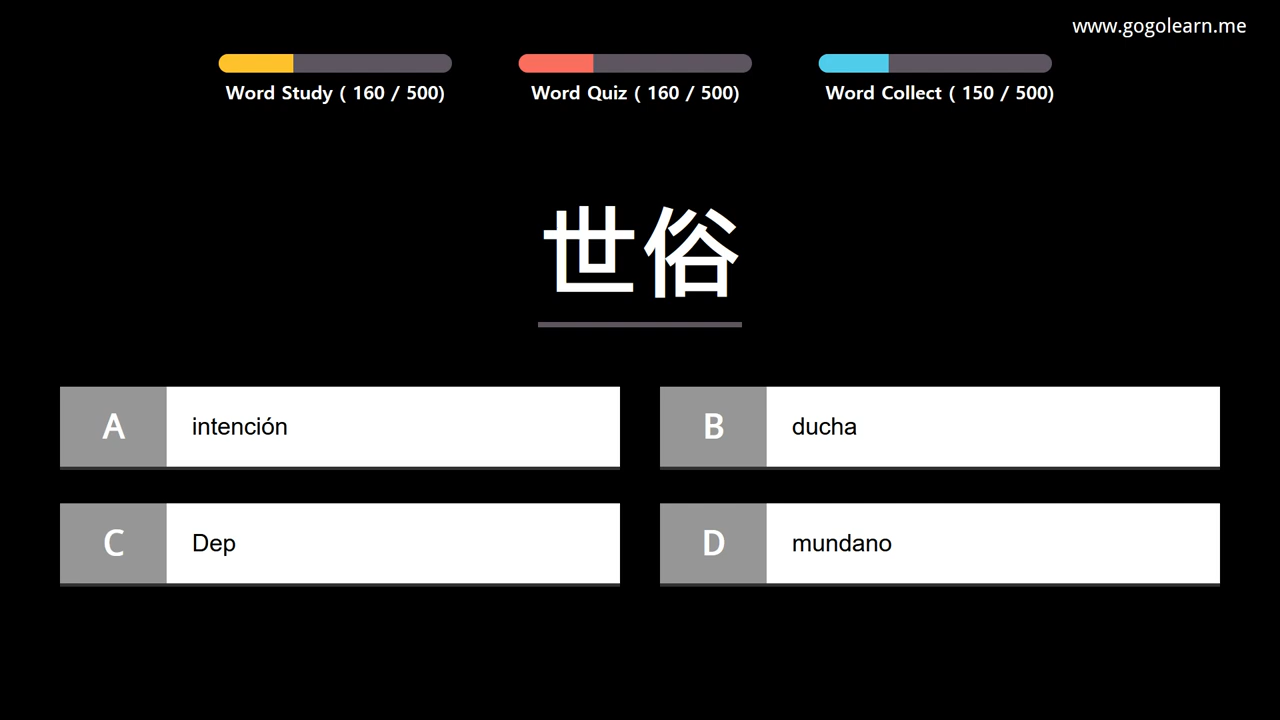 www.gogolearn.me
Word Study ( 160 / 500)
Word Quiz ( 160 / 500)
Word Collect ( 150 / 500)
世俗
A intención
B ducha
C Dep
D mundano